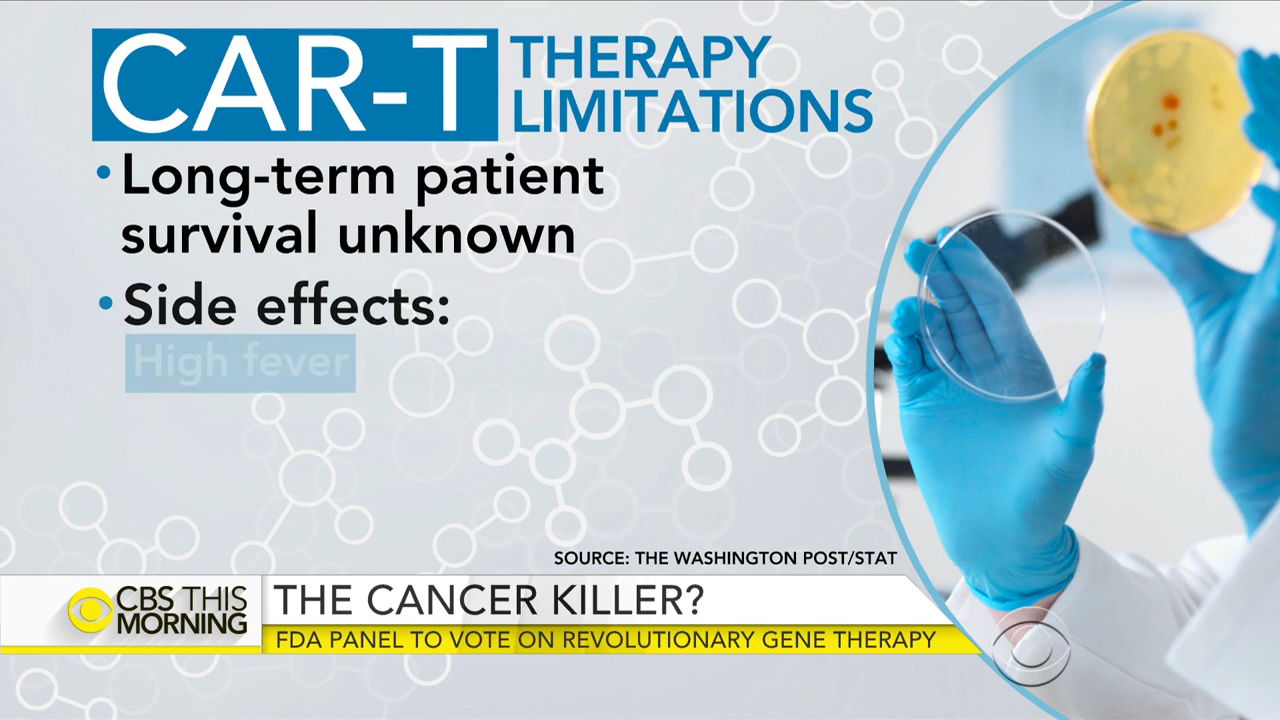 CAR-T THERAPY
LIMITATIONS
• Long-term patient
survival unknown
• Side effects:
High fever
SOURCE: THE WASHINGTON POST/STAT
CBS THIS
MORNING
THE CANCER KILLER?
FDA PANEL TO VOTE ON REVOLUTIONARY GENE THERAPY